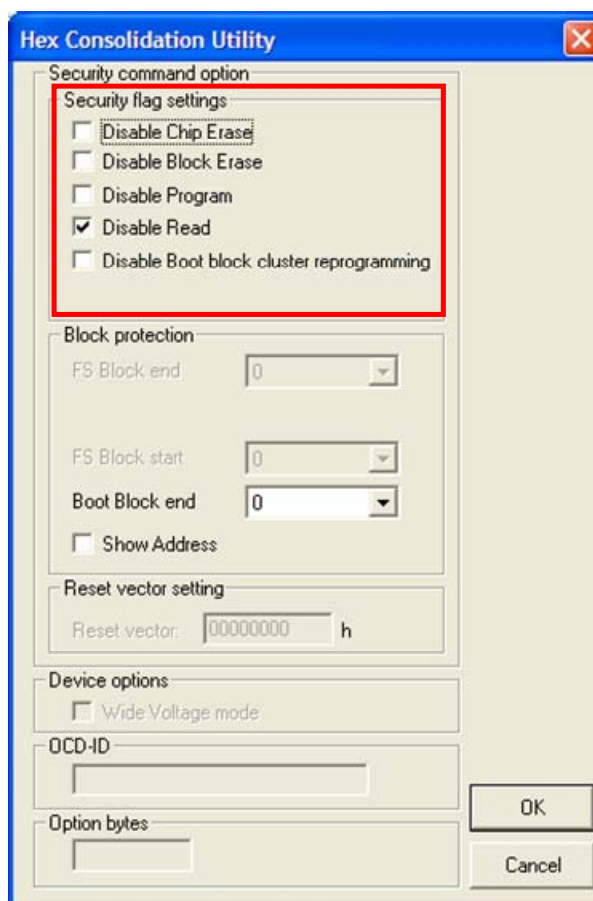 Hex Consolidation Utility
Security command option
Security flag settings
Disable Chip Erase
Disable Block Erase
Disable Program
Disable Read
Disable Boot block cluster reprogramming
Block protection
FS Block end 0
FS Block start 0
Boot Block end 0
Show Address
Reset vector setting
Reset vector: 00000000 h
Device options
Wide Voltage mode
OCD-ID
Option bytes
OK
Cancel